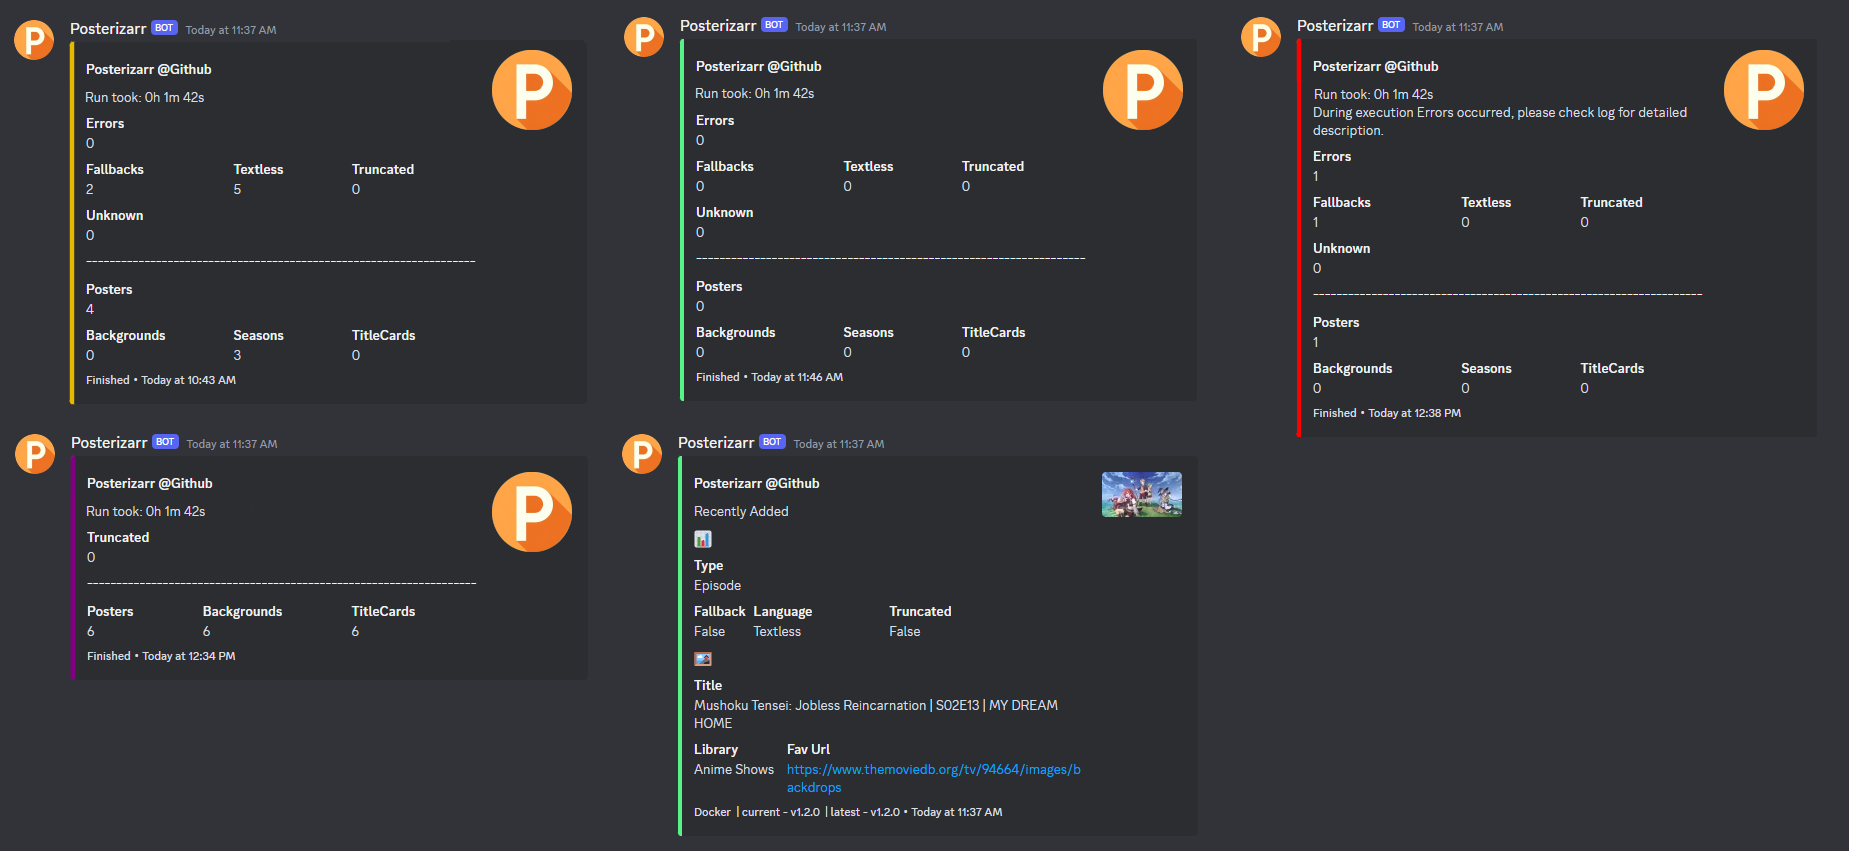 P
Posterizarr BOT Today at 11:37 AM
Posterizarr @Github
P
Run took: 0h 1m 42s
Errors
0
Fallbacks Textless Truncated
2 5 0
Unknown
0
----------------------------------------------------------------------
Posters
4
Backgrounds Seasons TitleCards
0 3 0
Finished • Today at 10:43 AM
P
Posterizarr BOT Today at 11:37 AM
Posterizarr @Github
P
Run took: 0h 1m 42s
Errors
0
Fallbacks Textless Truncated
0 0 0
Unknown
0
----------------------------------------------------------------------
Posters
0
Backgrounds Seasons TitleCards
0 0 0
Finished • Today at 11:46 AM
P
Posterizarr BOT Today at 11:37 AM
Posterizarr @Github
P
Run took: 0h 1m 42s
During execution Errors occurred, please check log for detailed
description.
Errors
1
Fallbacks Textless Truncated
1 0 0
Unknown
0
----------------------------------------------------------------------
Posters
1
Backgrounds Seasons TitleCards
0 0 0
Finished • Today at 12:38 PM
P
Posterizarr BOT Today at 11:37 AM
Posterizarr @Github
P
Run took: 0h 1m 42s
Truncated
0
----------------------------------------------------------------------
Posters Backgrounds TitleCards
6 6 6
Finished • Today at 12:34 PM
P
Posterizarr BOT Today at 11:37 AM
Posterizarr @Github
Recently Added
Type
Episode
Fallback Language Truncated
False Textless False
Title
Mushoku Tensei: Jobless Reincarnation | S02E13 | MY DREAM
HOME
Library Fav Url
Anime Shows https://www.themoviedb.org/tv/94664/images/b
ackdrops
Docker | current - v1.2.0 | latest - v1.2.0 • Today at 11:37 AM